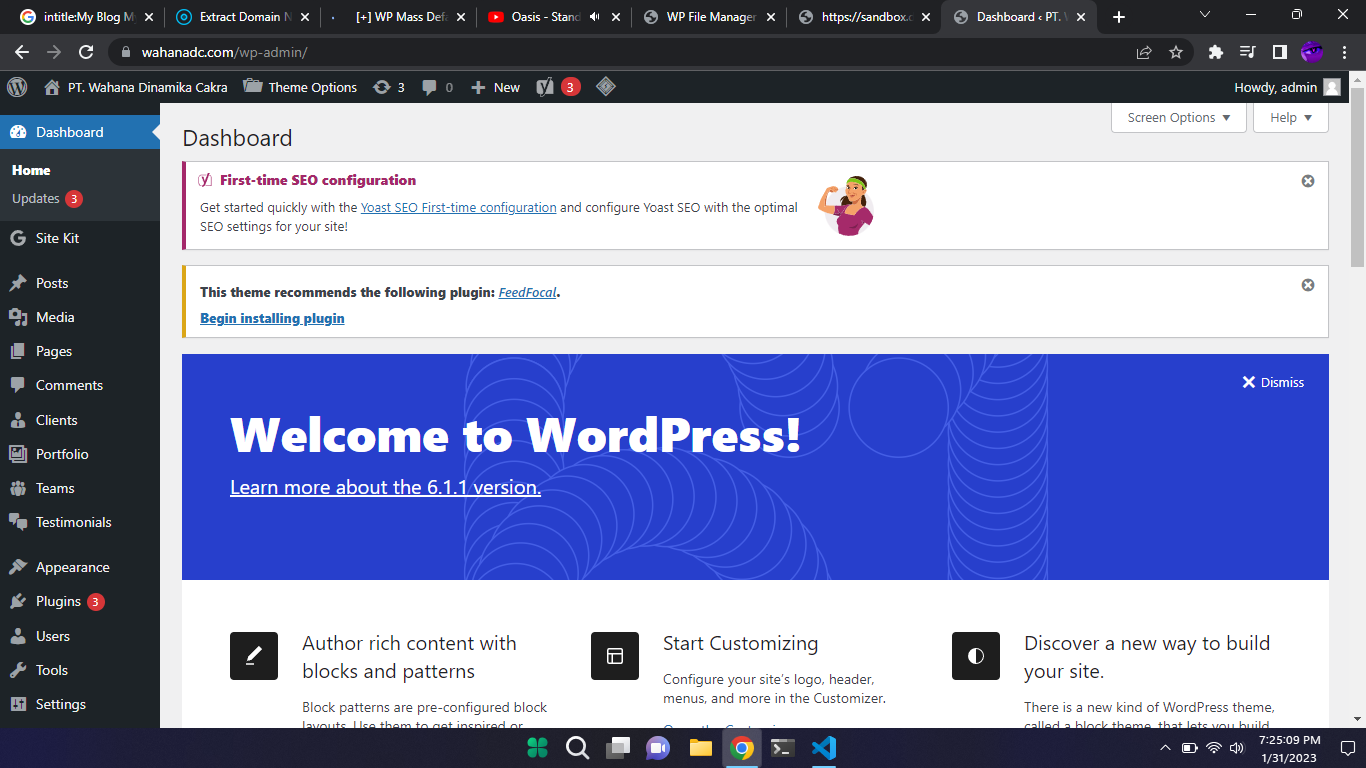 intitle:My Blog My
Extract Domain N
[+] WP Mass Defa
Oasis - Stand
WP File Manager
https://sandbox.c
Dashboard ‹ PT. W
wahanadc.com/wp-admin/
PT. Wahana Dinamika Cakra
Theme Options
3
0
New
3
Howdy, admin
Dashboard
Home
Updates 3
Site Kit
Posts
Media
Pages
Comments
Clients
Portfolio
Teams
Testimonials
Appearance
Plugins 3
Users
Tools
Settings
Screen Options
Help
Dashboard
First-time SEO configuration
Get started quickly with the Yoast SEO First-time configuration and configure Yoast SEO with the optimal
SEO settings for your site!
This theme recommends the following plugin: FeedFocal.
Begin installing plugin
Dismiss
Welcome to WordPress!
Learn more about the 6.1.1 version.
Author rich content with
blocks and patterns
Block patterns are pre-configured block
layouts. Use them to get inspired or
Start Customizing
Configure your site's logo, header,
menus, and more in the Customizer.
Discover a new way to build
your site.
There is a new kind of WordPress theme,
called a block theme, that lets you build
7:25:09 PM
1/31/2023